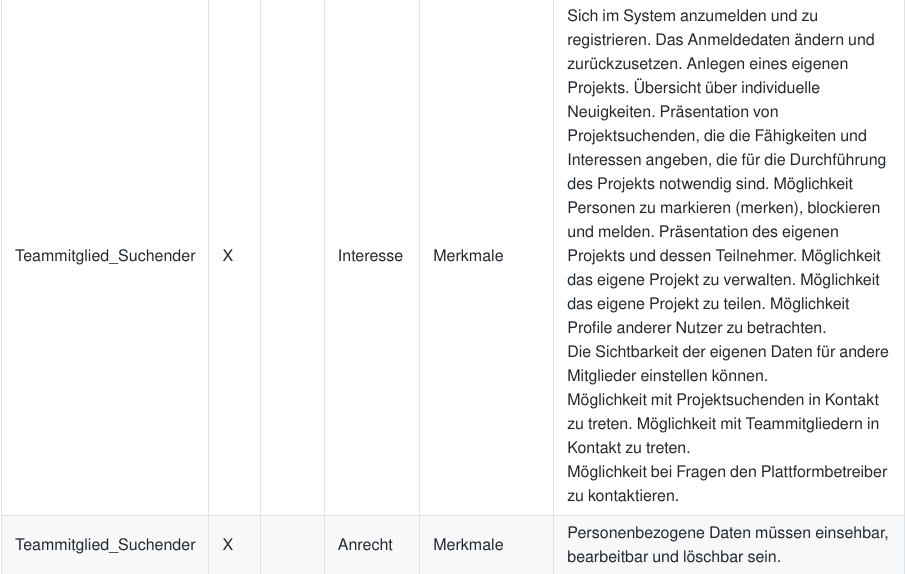 Teammitglied_Suchender X Interesse Merkmale
Sich im System anzumelden und zu
registrieren. Das Anmeldedaten ändern und
zurückzusetzen. Anlegen eines eigenen
Projekts. Übersicht über individuelle
Neuigkeiten. Präsentation von
Projektsuchenden, die die Fähigkeiten und
Interessen angeben, die für die Durchführung
des Projekts notwendig sind. Möglichkeit
Personen zu markieren (merken), blockieren
und melden. Präsentation des eigenen
Projekts und dessen Teilnehmer. Möglichkeit
das eigene Projekt zu verwalten. Möglichkeit
das eigene Projekt zu teilen. Möglichkeit
Profile anderer Nutzer zu betrachten.
Die Sichtbarkeit der eigenen Daten für andere
Mitglieder einstellen können.
Möglichkeit mit Projektsuchenden in Kontakt
zu treten. Möglichkeit mit Teammitgliedern in
Kontakt zu treten.
Möglichkeit bei Fragen den Plattformbetreiber
zu kontaktieren.
Teammitglied_Suchender X Anrecht Merkmale
Personenbezogene Daten müssen einsehbar,
bearbeitbar und löschbar sein.